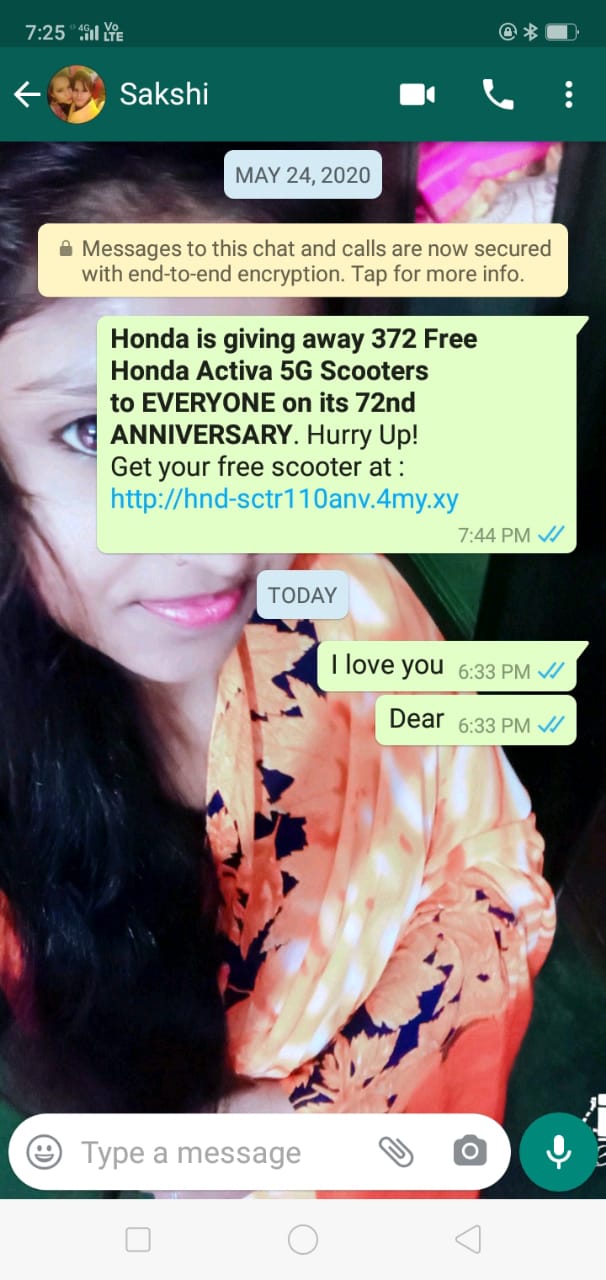 7:25 4G Vo LTE
Sakshi
MAY 24, 2020
Messages to this chat and calls are now secured
with end-to-end encryption. Tap for more info.
Honda is giving away 372 Free
Honda Activa 5G Scooters
to EVERYONE on its 72nd
ANNIVERSARY. Hurry Up!
Get your free scooter at :
http://hnd-sctr110anv.4my.xy
7:44 PM
TODAY
I love you 6:33 PM
Dear 6:33 PM
Type a message